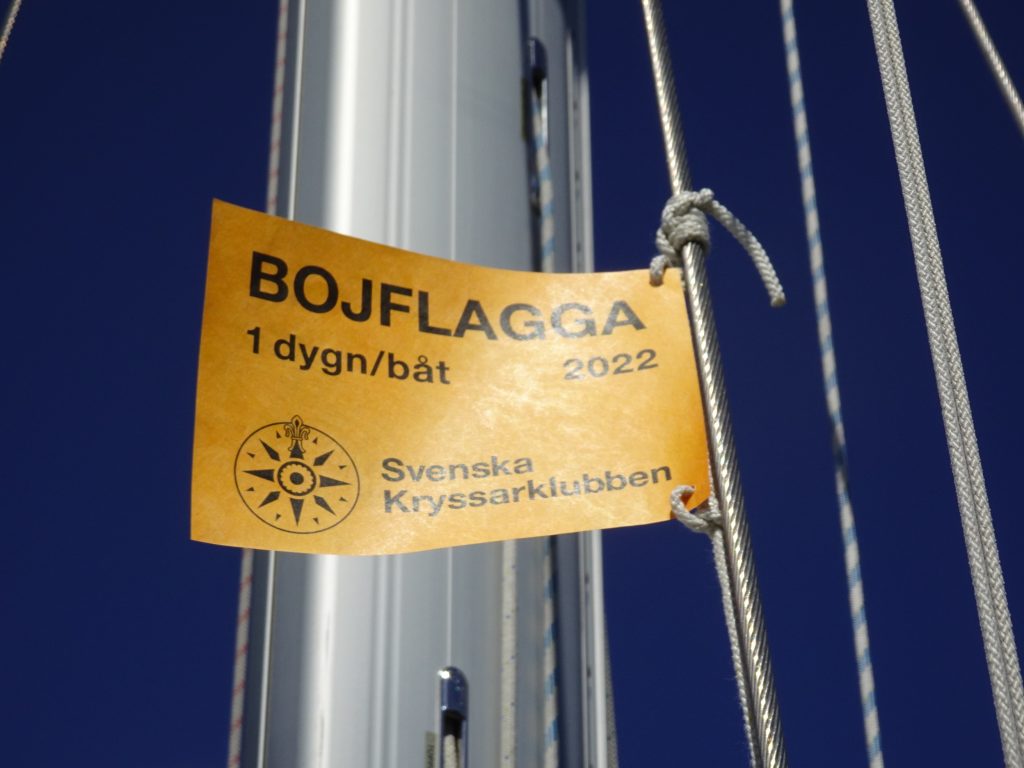 BOJFLAGGA
1 dygn/båt 2022
Svenska
Kryssarklubben